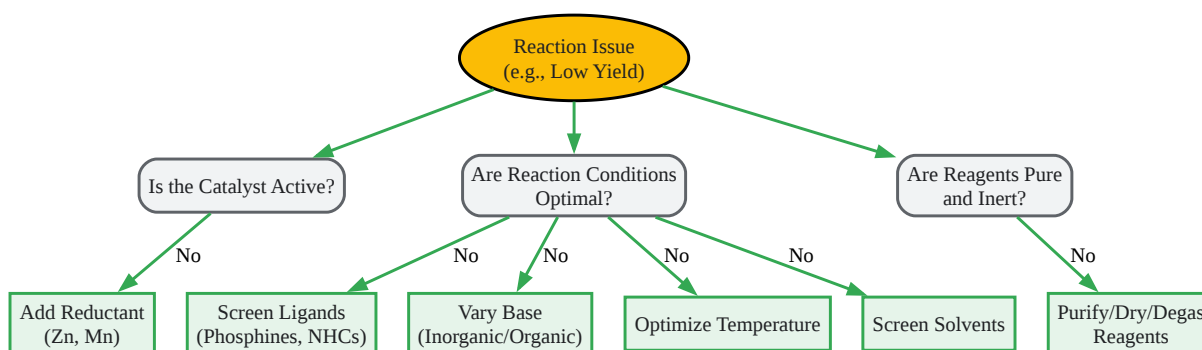 Reaction Issue
(e.g., Low Yield)
Is the Catalyst Active?
Are Reaction Conditions
Optimal?
Are Reagents Pure
and Inert?
No
No
No
No
No
No
Add Reductant
(Zn, Mn)
Screen Ligands
(Phosphines, NHCs)
Vary Base
(Inorganic/Organic)
Optimize Temperature
Screen Solvents
Purify/Dry/Degas
Reagents